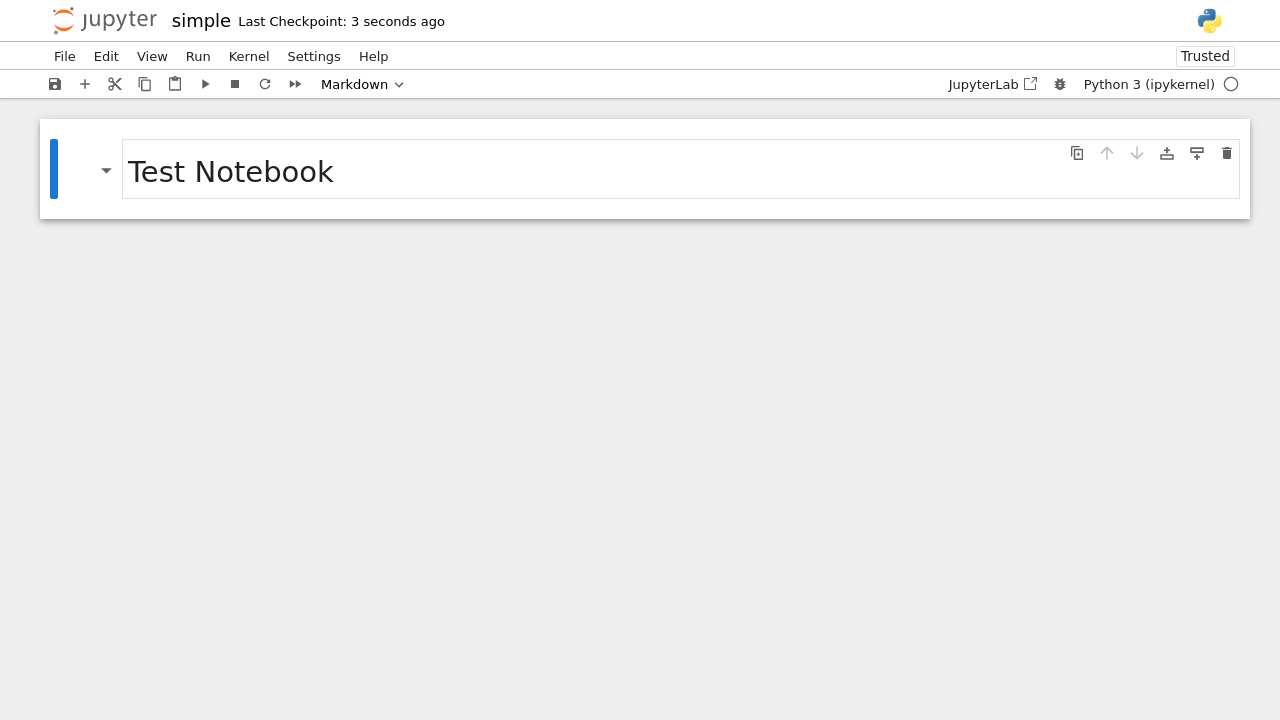 jupyter simple Last Checkpoint: 3 seconds ago
File Edit View Run Kernel Settings Help Trusted
Markdown JupyterLab Python 3 (ipykernel)
Test Notebook